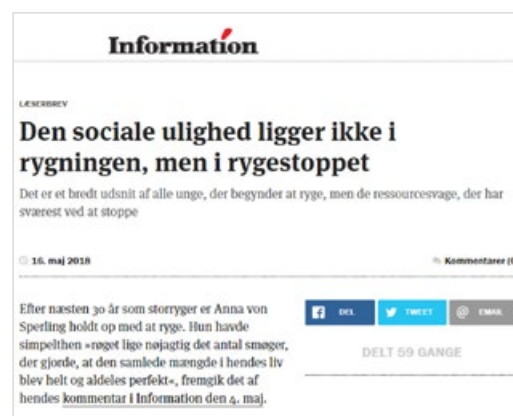 Information
LÆSERBREV
Den sociale ulighed ligger ikke i
rygningen, men i rygestoppet
Det er et bredt udsnit af alle unge, der begynder at ryge, men de ressourcesvage, der har
sværest ved at stoppe
16. maj 2018
Kommentarer (
Efter næsten 30 år som storryger er Anna von
Sperling holdt op med at ryge. Hun havde
simpelthen »røget lige nøjagtig det antal smøger,
der gjorde, at den samlede mængde i hendes liv
blev helt og aldeles perfekt«, fremgik det af
hendes kommentar i Information den 4. maj.
DEL
TWEET
EMAIL
DELT 59 GANGE